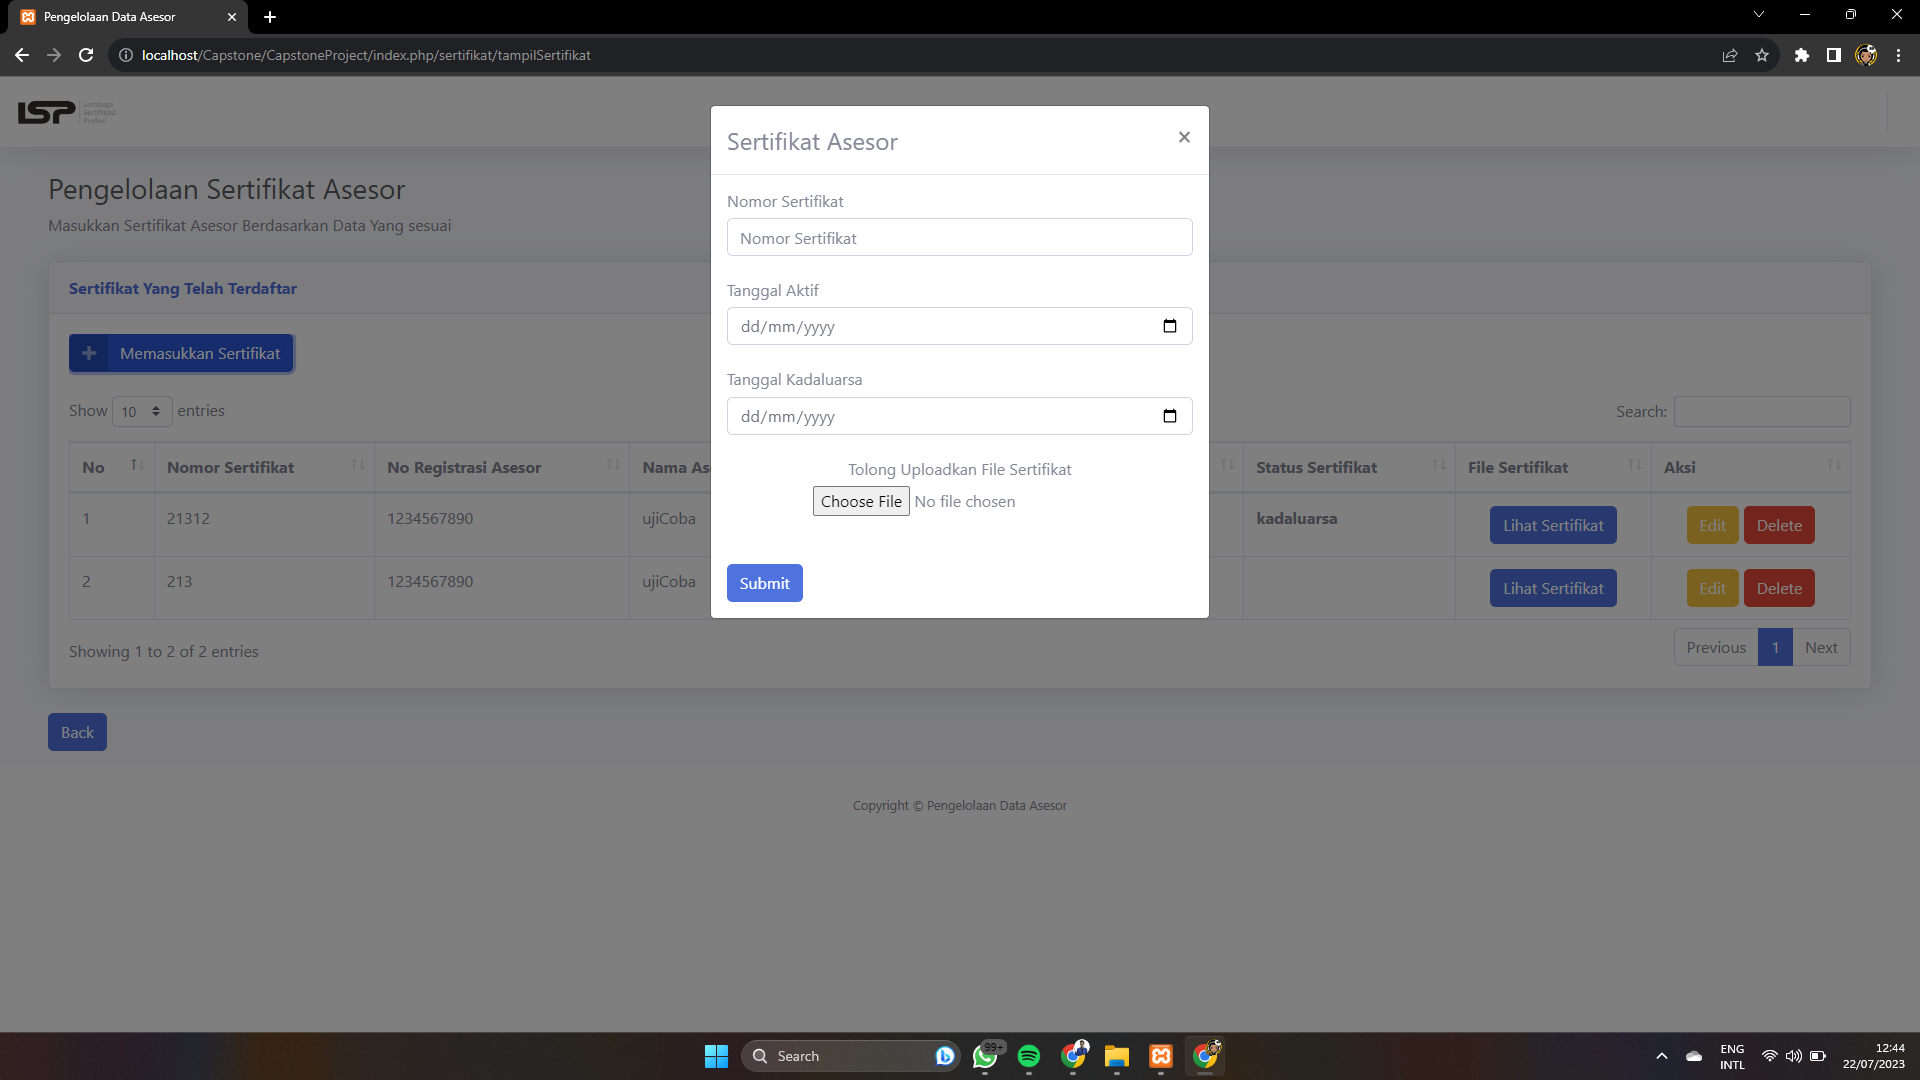 Pengelolaan Data Asesor
localhost/Capstone/CapstoneProject/index.php/sertifikat/tampilSertifikat
LSP
Lembaga
Sertifikasi
Profesi
Pengelolaan Sertifikat Asesor
Masukkan Sertifikat Asesor Berdasarkan Data Yang sesuai
Sertifikat Yang Telah Terdaftar
Memasukkan Sertifikat
Show 10 entries
Search:
No Nomor Sertifikat No Registrasi Asesor Nama As Status Sertifikat File Sertifikat Aksi
1 21312 1234567890 ujiCoba kadaluarsa Lihat Sertifikat Edit Delete
2 213 1234567890 ujiCoba Lihat Sertifikat Edit Delete
Showing 1 to 2 of 2 entries
Previous 1 Next
Back
Copyright © Pengelolaan Data Asesor
Sertifikat Asesor
×
Nomor Sertifikat
Nomor Sertifikat
Tanggal Aktif
dd/mm/yyyy
Tanggal Kadaluarsa
dd/mm/yyyy
Tolong Uploadkan File Sertifikat
Choose File No file chosen
Submit
Search
99+
ENG
INTL
12:44
22/07/2023